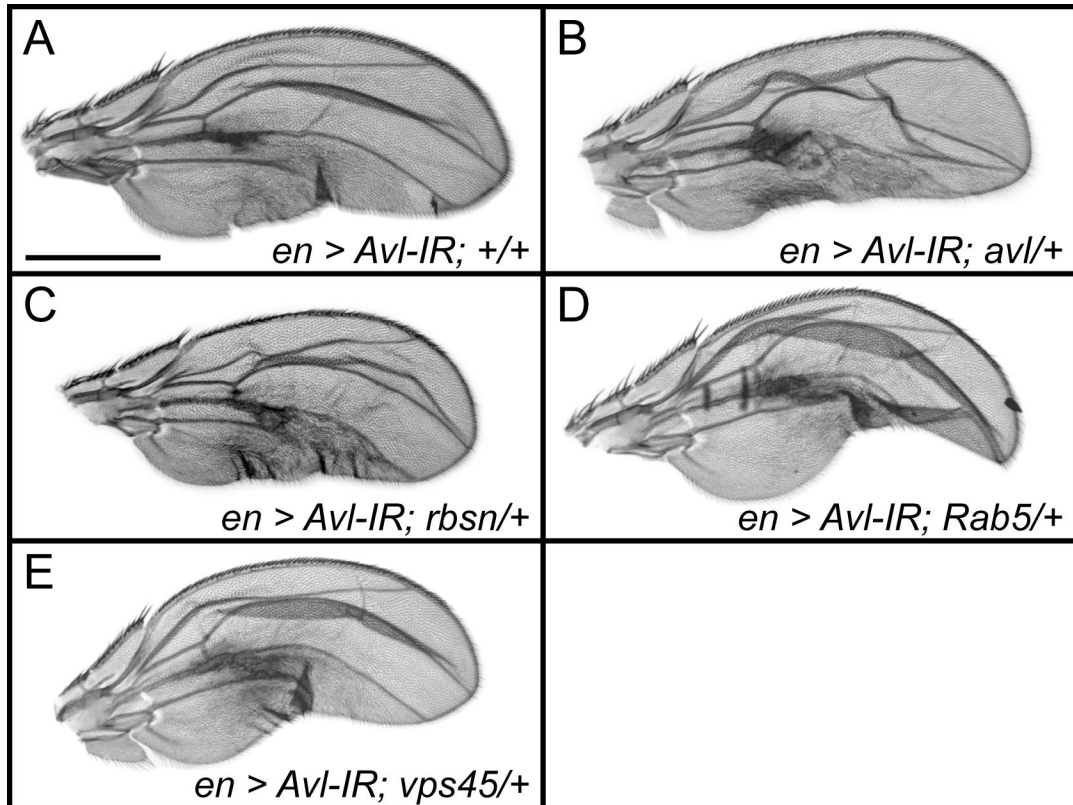 A
en > Avl-IR; +/+
B
en > Avl-IR; avl/+
C
en > Avl-IR; rbsn/+
D
en > Avl-IR; Rab5/+
E
en > Avl-IR; vps45/+